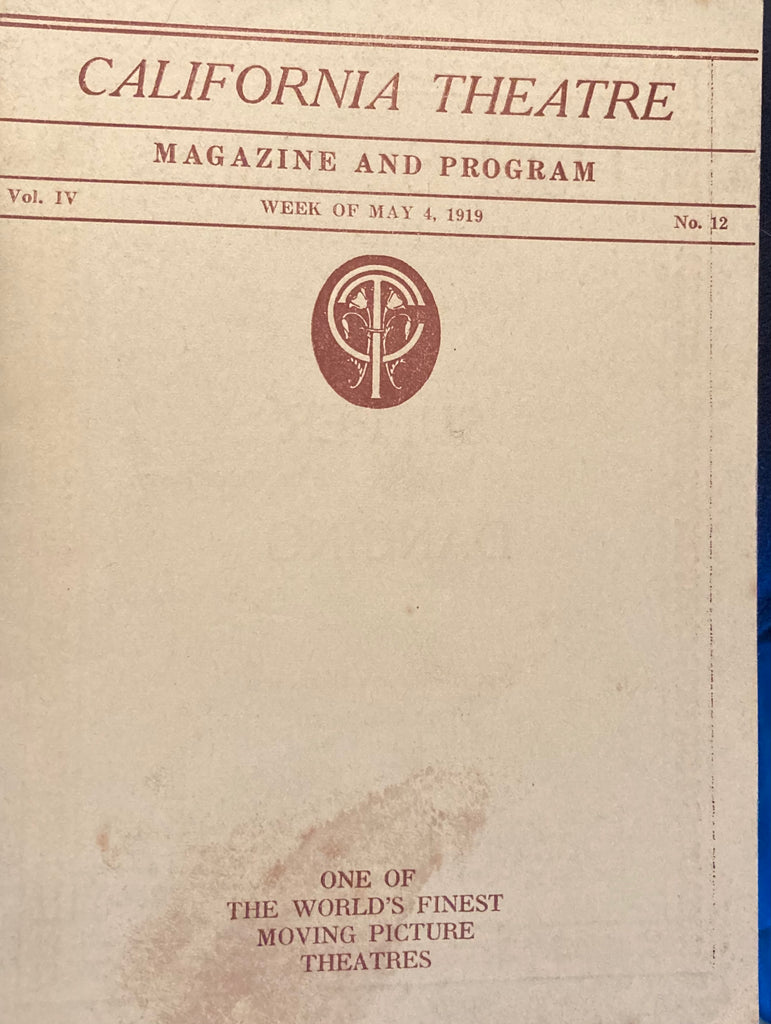 CALIFORNIA THEATRE
MAGAZINE AND PROGRAM
Vol. IV WEEK OF MAY 4, 1919 No. 12
ONE OF
THE WORLD'S FINEST
MOVING PICTURE
THEATRES